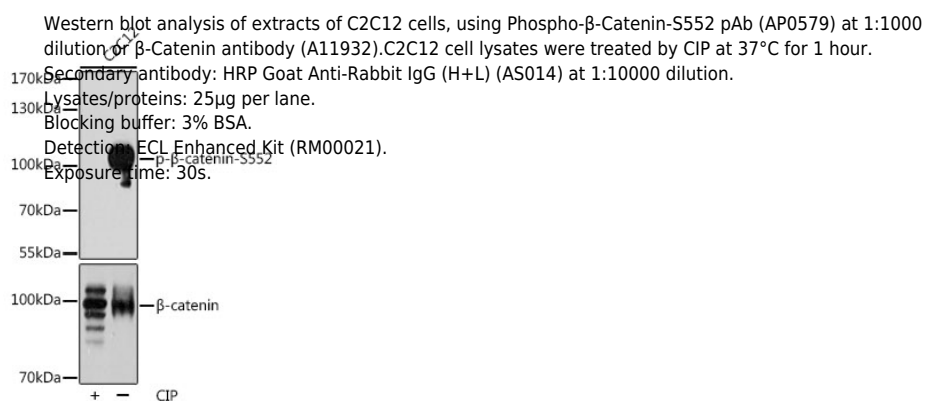 Western blot analysis of extracts of C2C12 cells, using Phospho-β-Catenin-S552 pAb (AP0579) at 1:1000
dilution or β-Catenin antibody (A11932).C2C12 cell lysates were treated by CIP at 37°C for 1 hour.
Secondary antibody: HRP Goat Anti-Rabbit IgG (H+L) (AS014) at 1:10000 dilution.
Lysates/proteins: 25μg per lane.
Blocking buffer: 3% BSA.
Detection: ECL Enhanced Kit (RM00021).
Exposure time: 30s.
C2C12
170kDa
130kDa
100kDa
p-β-catenin-S552
70kDa
55kDa
100kDa
β-catenin
70kDa
+ − CIP